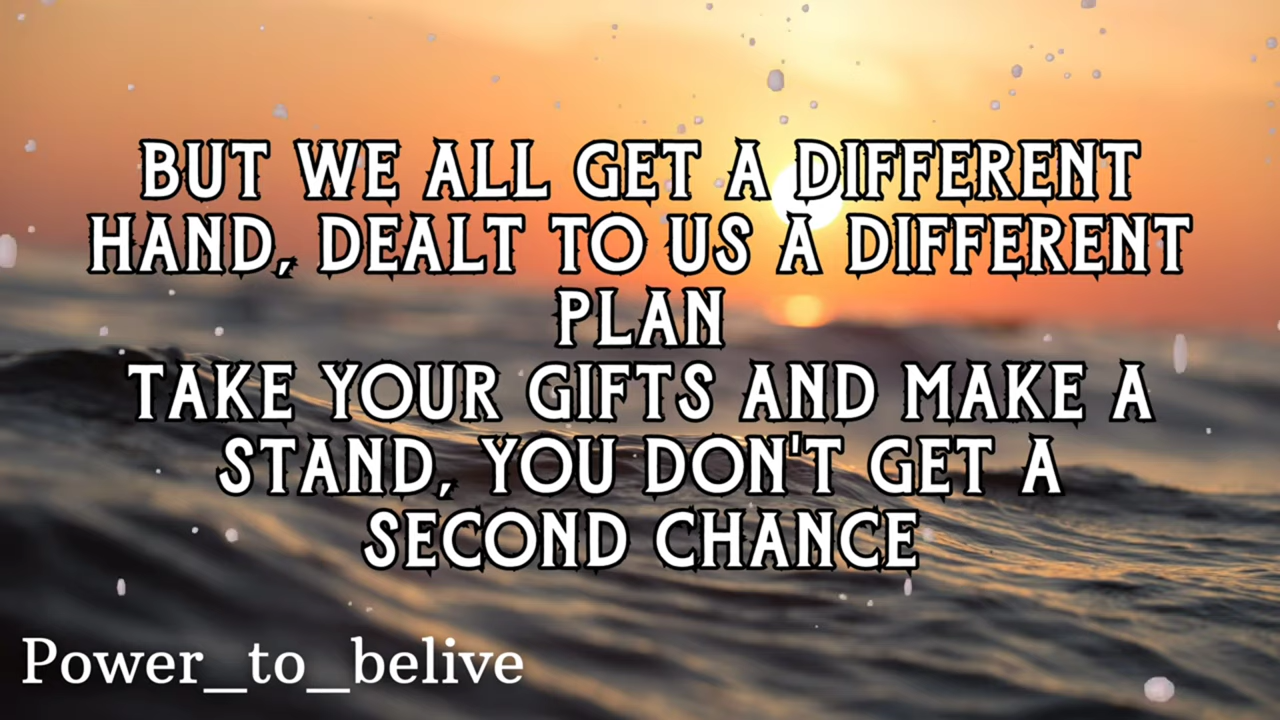 BUT WE ALL GET A DIFFERENT
HAND, DEALT TO US A DIFFERENT
PLAN
TAKE YOUR GIFTS AND MAKE A
STAND, YOU DON'T GET A
SECOND CHANCE
Power_to_belive